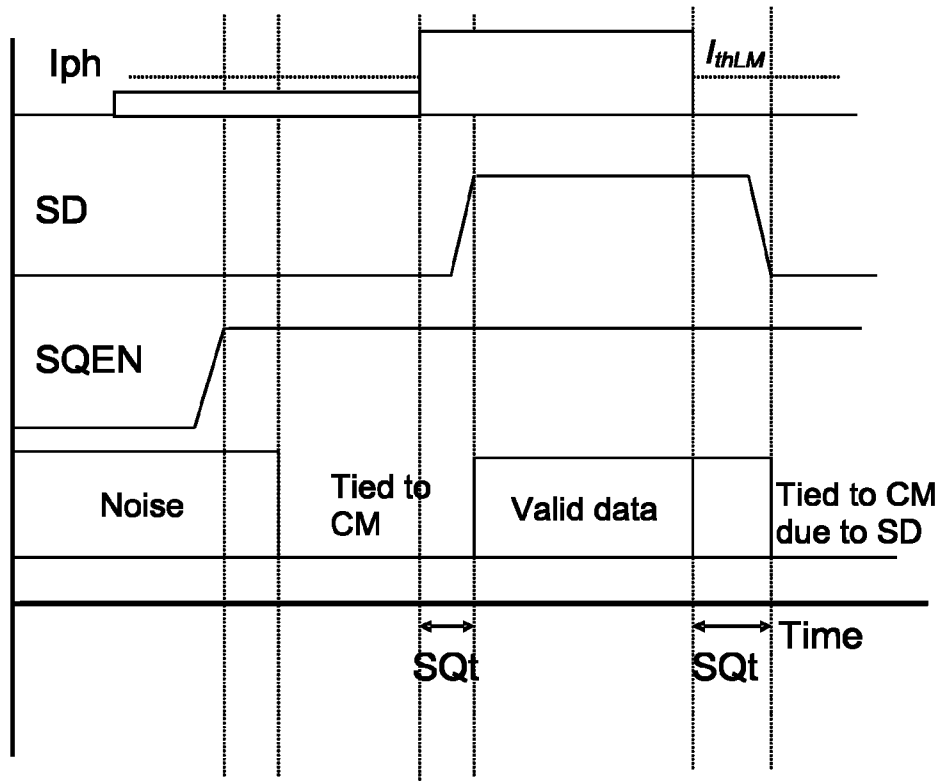 Iph
IthLM
SD
SQEN
Noise
Tied to
CM
Valid data
Tied to CM
due to SD
Time
SQt
SQt